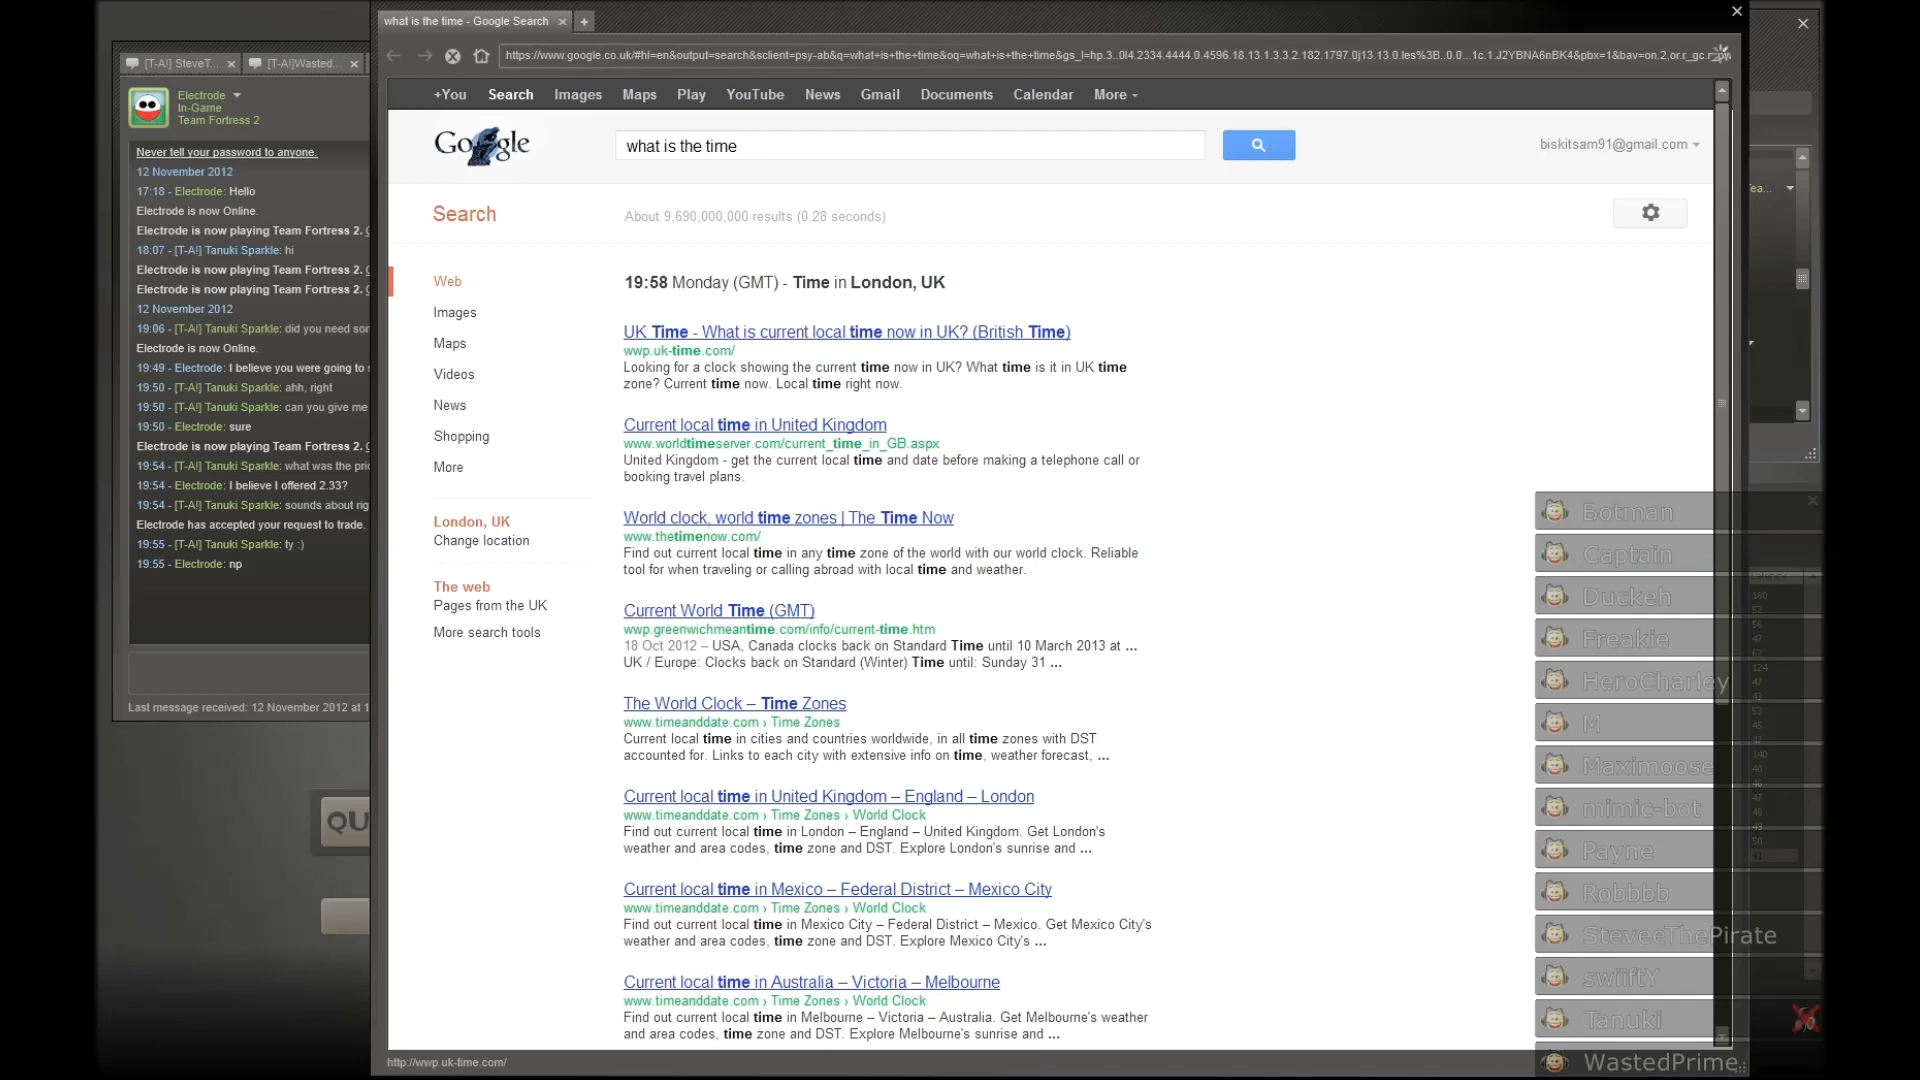 what is the time - Google Search
[T-A!] SteveT...
[T-A!]Wasted...
Electrode
In-Game
Team Fortress 2
Never tell your password to anyone.
12 November 2012
17:18 - Electrode: Hello
Electrode is now Online.
Electrode is now playing Team Fortress 2.
18:07 - [T-A!] Tanuki Sparkle: hi
Electrode is now playing Team Fortress 2.
Electrode is now playing Team Fortress 2.
12 November 2012
19:06 - [T-A!] Tanuki Sparkle: did you need
Electrode is now Online.
19:49 - Electrode: I believe you were going to
19:50 - [T-A!] Tanuki Sparkle: ahh, right
19:50 - [T-A!] Tanuki Sparkle: can you give me
19:50 - Electrode: sure
Electrode is now playing Team Fortress 2.
19:54 - [T-A!] Tanuki Sparkle: what was the
19:54 - Electrode: I believe I offered 2.33?
19:54 - [T-A!] Tanuki Sparkle: sounds about
Electrode has accepted your request to trade.
19:55 - [T-A!] Tanuki Sparkle: ty :)
19:55 - Electrode: np
Last message received: 12 November 2012 at 1
QU
+You Search Images Maps Play YouTube News Gmail Documents Calendar More
Google
what is the time
biskitsam91@gmail.com
Search
About 9,690,000,000 results (0.28 seconds)
Web
Images
Maps
Videos
News
Shopping
More
London, UK
Change location
The web
Pages from the UK
More search tools
19:58 Monday (GMT) - Time in London, UK
UK Time - What is current local time now in UK? (British Time)
wwp.uk-time.com/
Looking for a clock showing the current time now in UK? What time is it in UK time
zone? Current time now. Local time right now.
Current local time in United Kingdom
www.worldtimeserver.com/current_time_in_GB.aspx
United Kingdom - get the current local time and date before making a telephone call or
booking travel plans.
World clock, world time zones | The Time Now
www.thetimenow.com/
Find out current local time in any time zone of the world with our world clock. Reliable
tool for when traveling or calling abroad with local time and weather.
Current World Time (GMT)
wwp.greenwichmeantime.com/info/current-time.htm
18 Oct 2012 – USA, Canada clocks back on Standard Time until 10 March 2013 at ...
UK / Europe: Clocks back on Standard (Winter) Time until: Sunday 31 ...
The World Clock – Time Zones
www.timeanddate.com › Time Zones
Current local time in cities and countries worldwide, in all time zones with DST
accounted for. Links to each city with extensive info on time, weather forecast, ...
Current local time in United Kingdom – England – London
www.timeanddate.com › Time Zones › World Clock
Find out current local time in London – England – United Kingdom. Get London's
weather and area codes, time zone and DST. Explore London's sunrise and ...
Current local time in Mexico – Federal District – Mexico City
www.timeanddate.com › Time Zones › World Clock
Find out current local time in Mexico City – Federal District – Mexico. Get Mexico City's
weather and area codes, time zone and DST. Explore Mexico City's ...
Current local time in Australia – Victoria – Melbourne
www.timeanddate.com › Time Zones › World Clock
Find out current local time in Melbourne – Victoria – Australia. Get Melbourne's weather
and area codes, time zone and DST. Explore Melbourne's sunrise and ...
http://wwp.uk-time.com/
Botman
Captain
Duckeh
Freakie
HeroCharley
M
Maximoose
mimic-bot
Payne
Robbbb
SteveeThePirate
swiiftY
Tanuki
WastedPrime